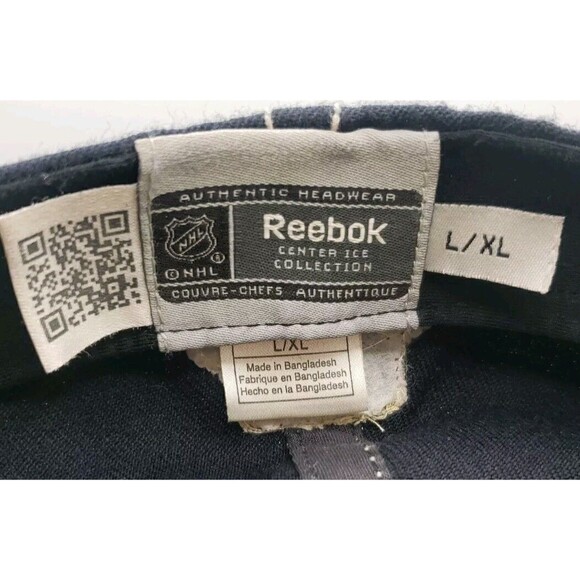 AUTHENTIC HEADWEAR
NHL
© NHL ®
Reebok
CENTER ICE
COLLECTION
COUVRE-CHEFS AUTHENTIQUE
L/XL
L/XL
Made in Bangladesh
Fabriqué en Bangladesh
Hecho en la Bangladesh